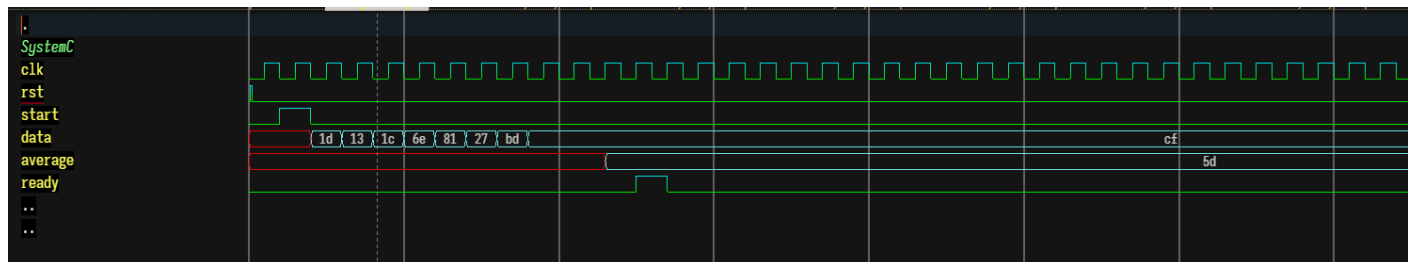 .
SystemC
clk
rst
start
data 1d 13 1c 6e 81 27 bd cf
average 5d
ready
..
..